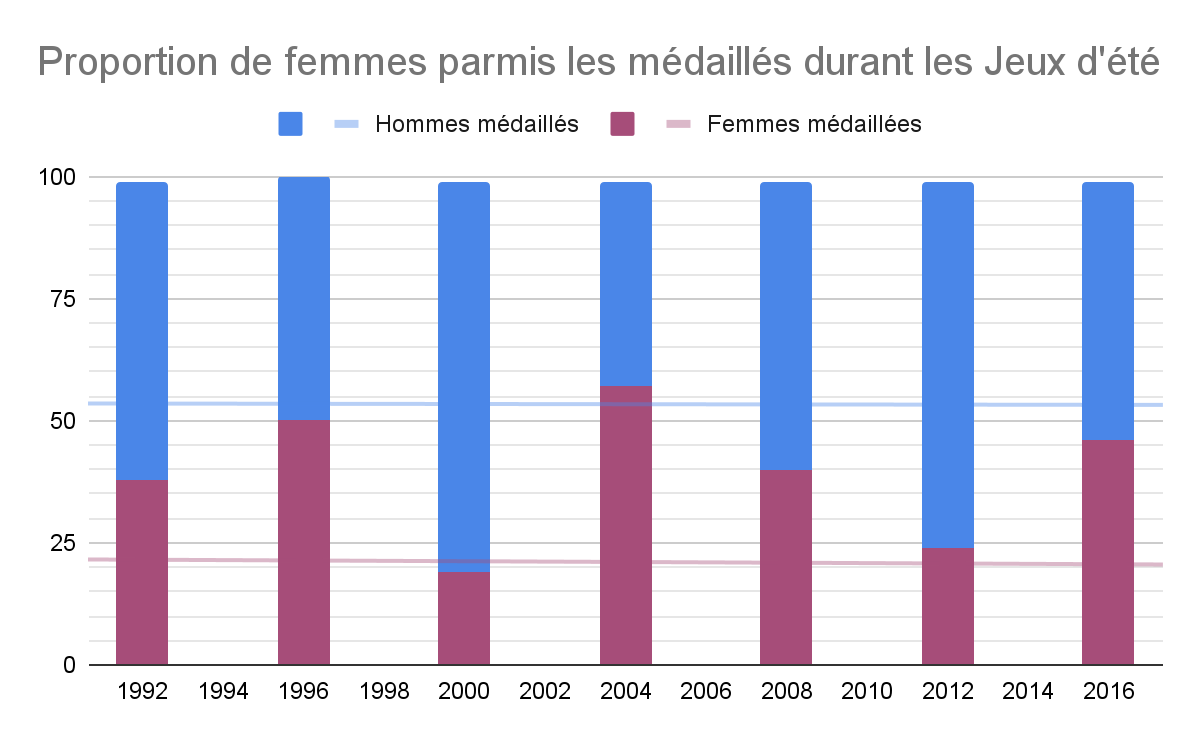 Proportion de femmes parmis les médaillés durant les Jeux d'été
Hommes médaillés Femmes médaillées
100
75
50
25
0
1992 1994 1996 1998 2000 2002 2004 2006 2008 2010 2012 2014 2016